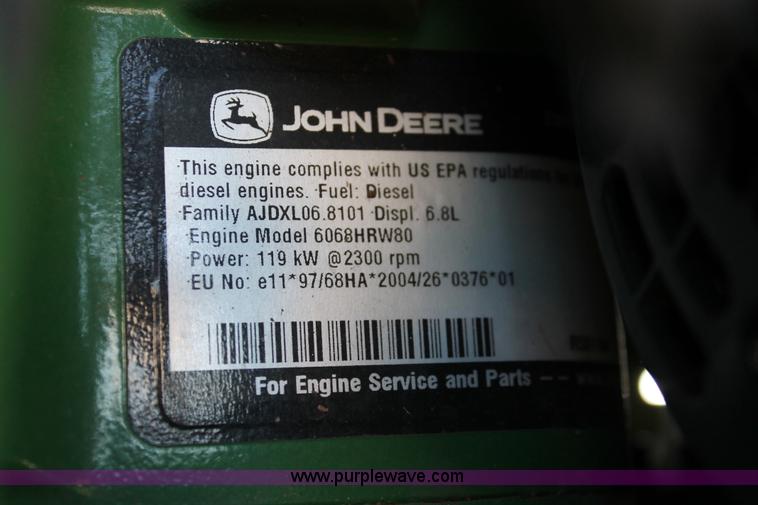 JOHN DEERE
This engine complies with US EPA regulations
diesel engines. Fuel: Diesel
Family AJDXL06.8101 Displ. 6.8L
Engine Model 6068HRW80
Power: 119 kW @2300 rpm
EU No: e11*97/68HA*2004/26*0376*01
For Engine Service and Parts --
www.purplewave.com